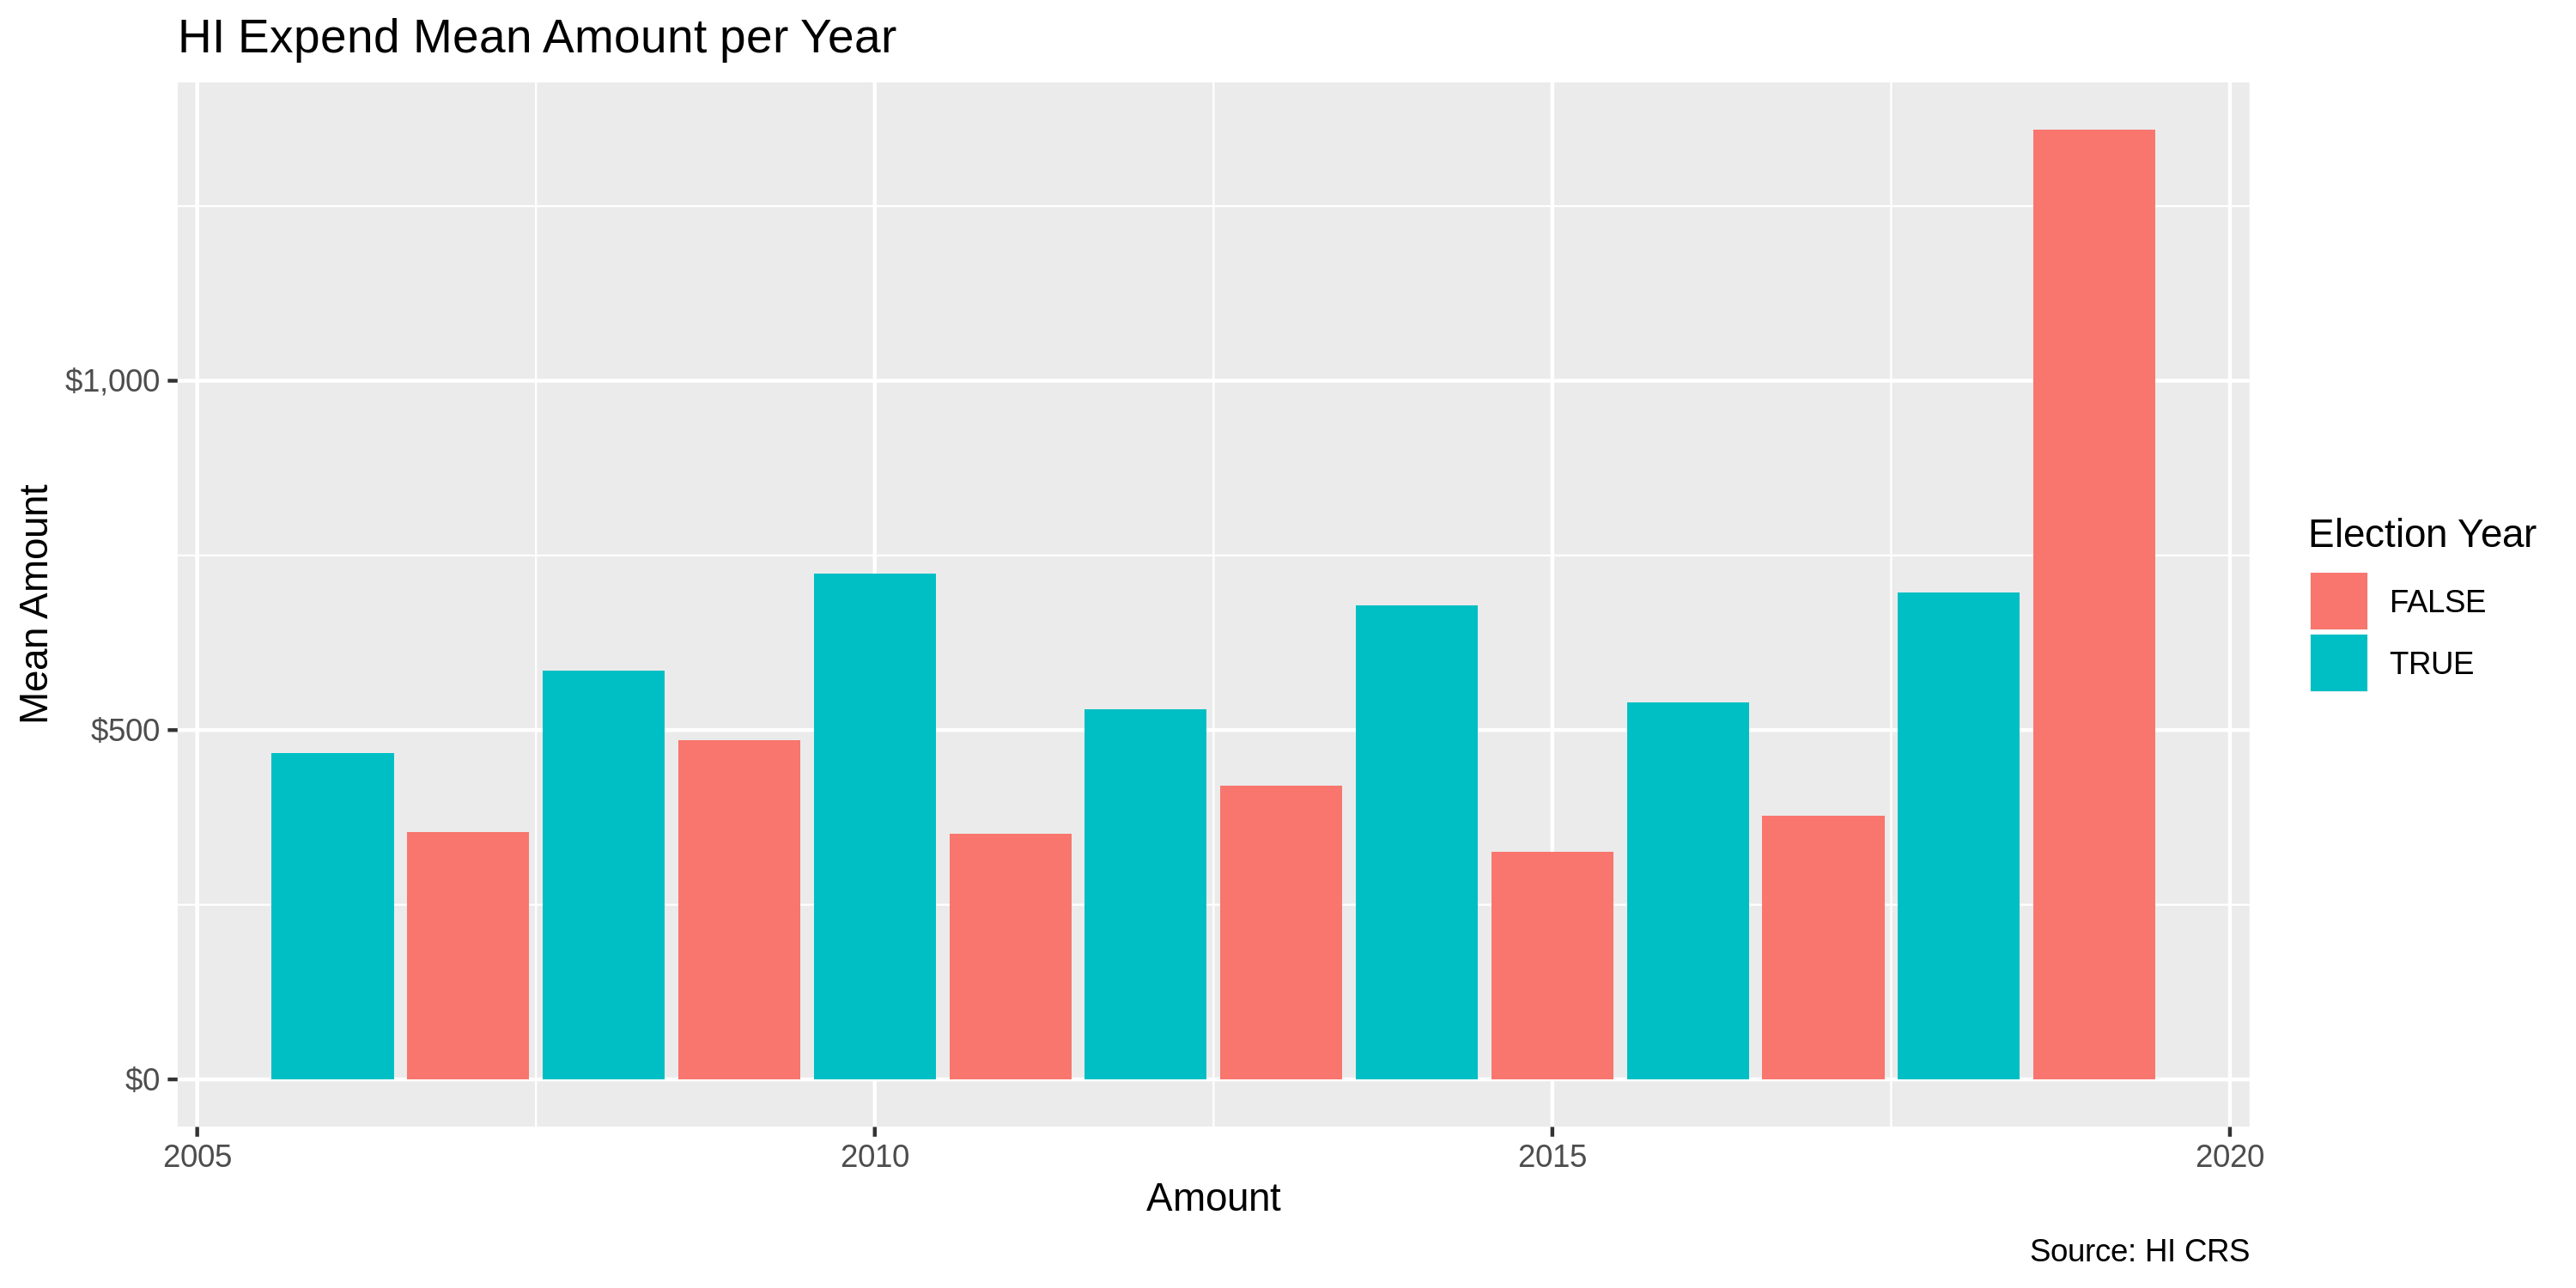 HI Expend Mean Amount per Year
Mean Amount
$1,000
$500
$0
2005
2010
2015
2020
Amount
Election Year
FALSE
TRUE
Source: HI CRS